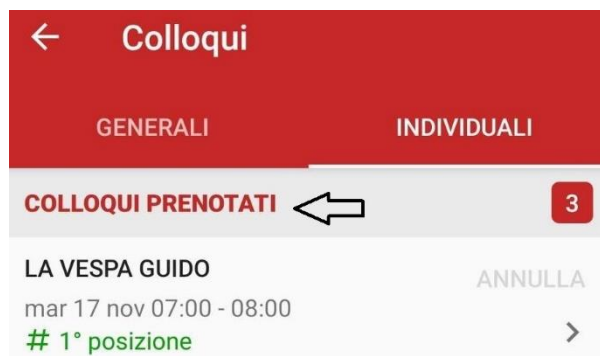 Colloqui
GENERALI
INDIVIDUALI
COLLOQUI PRENOTATI
3
LA VESPA GUIDO
ANNULLA
mar 17 nov 07:00 - 08:00
# 1° posizione